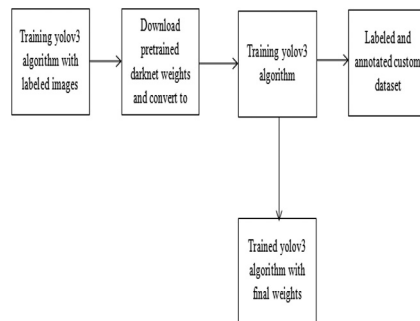 Training yolov3
algorithm with
labeled images
Download
pretrained
darknet weights
and convert to
Training yolov3
algorithm
Labeled and
annotated custom
dataset
Trained yolov3
algorithm with
final weights